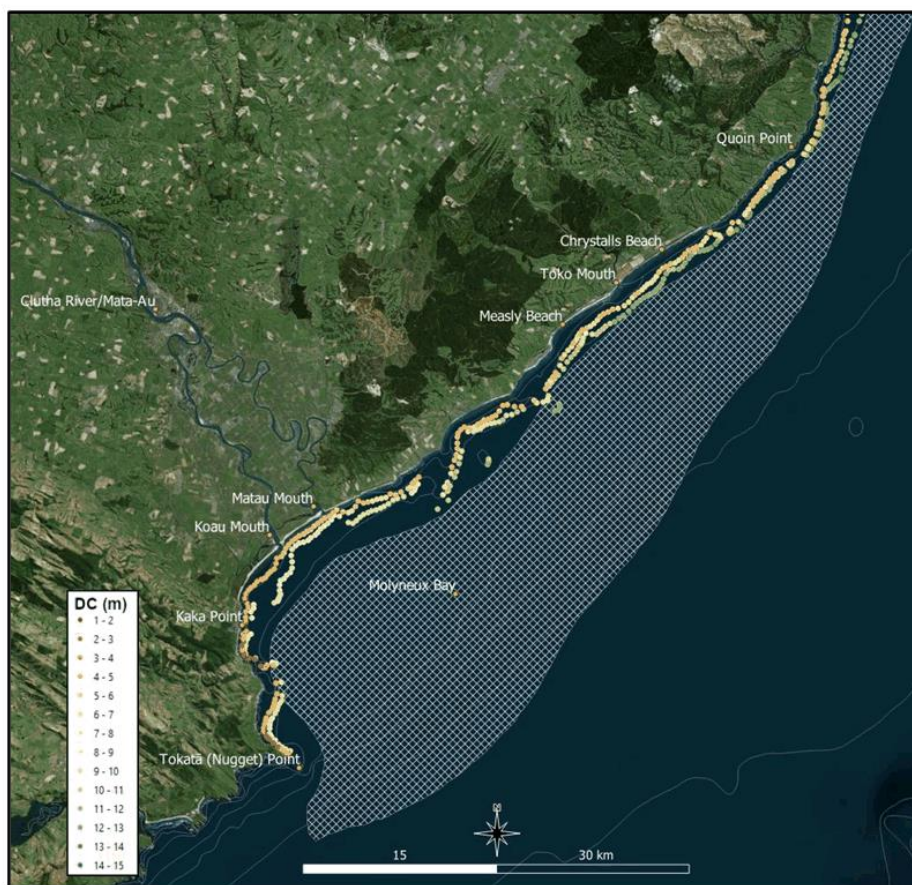 Quoin Point
Chrystalls Beach
Toko Mouth
Measly Beach
Clutha River/Mata-Au
Matau Mouth
Koau Mouth
Molyneux Bay
Kaka Point
Tokatā (Nugget) Point
DC (m)
1 - 2
2 - 3
3 - 4
4 - 5
5 - 6
6 - 7
7 - 8
8 - 9
9 - 10
10 - 11
11 - 12
12 - 13
13 - 14
14 - 15
N
15
30 km